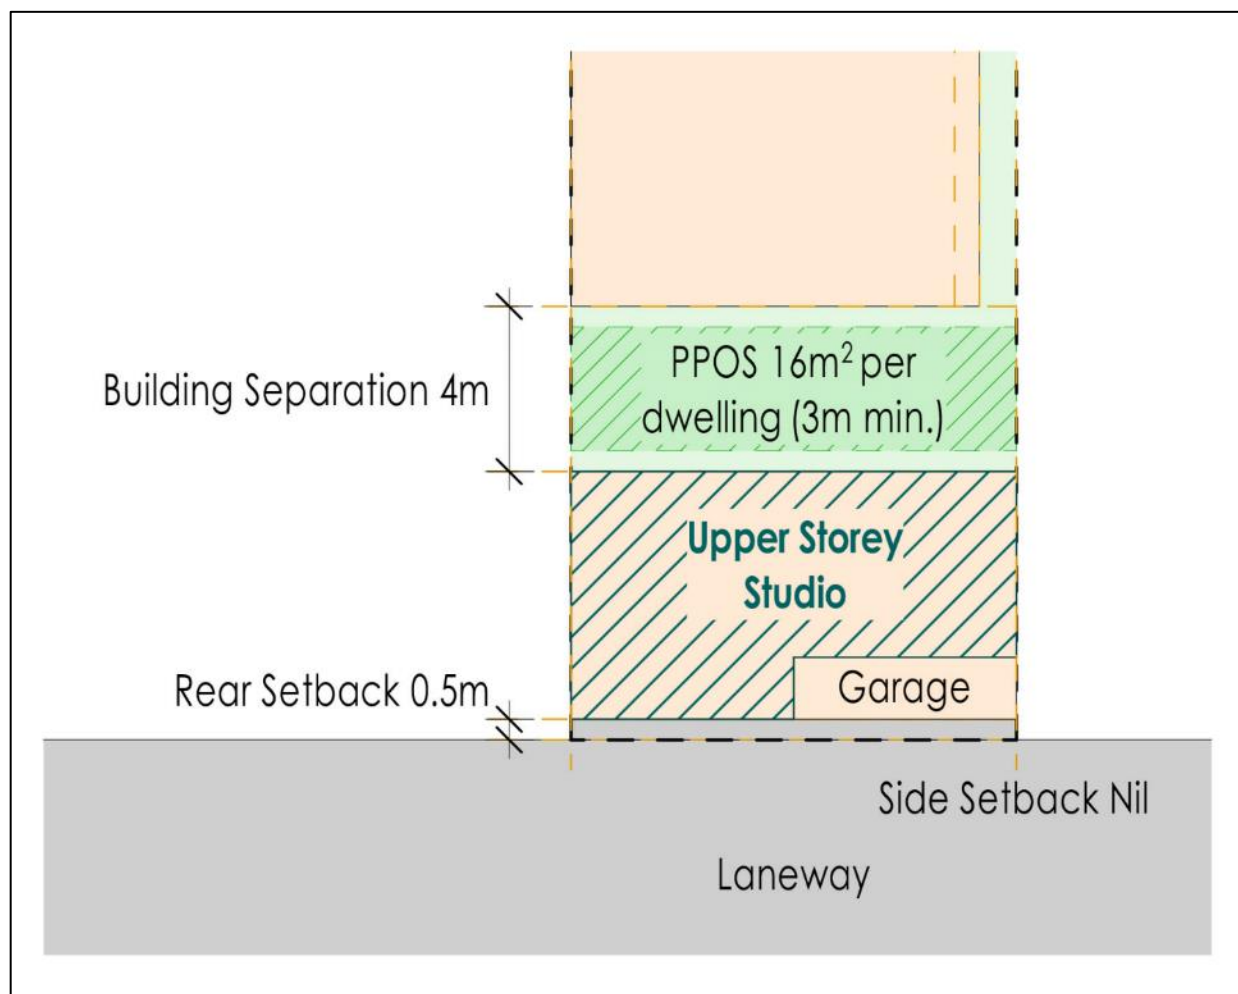 PPOS 16m² per
dwelling (3m min.)
Building Separation 4m
Upper Storey
Studio
Rear Setback 0.5m
Garage
Side Setback Nil
Laneway